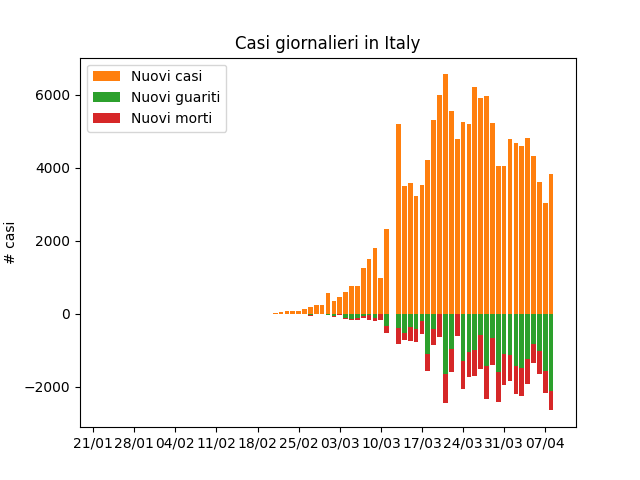 Casi giornalieri in Italy
Nuovi casi
Nuovi guariti
Nuovi morti
# casi
6000
4000
2000
0
−2000
21/01 28/01 04/02 11/02 18/02 25/02 03/03 10/03 17/03 24/03 31/03 07/04